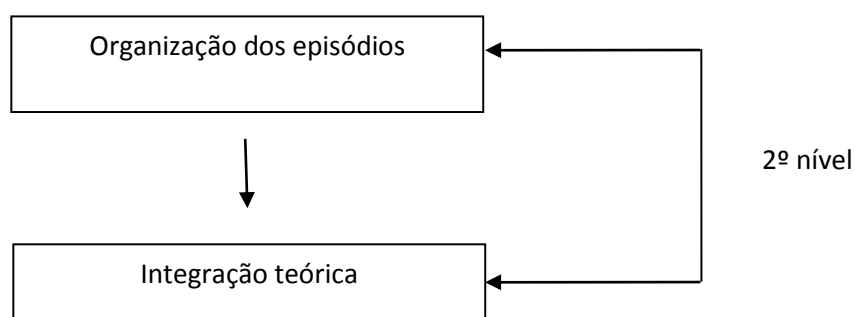 Organização dos episódios
2º nível
Integração teórica